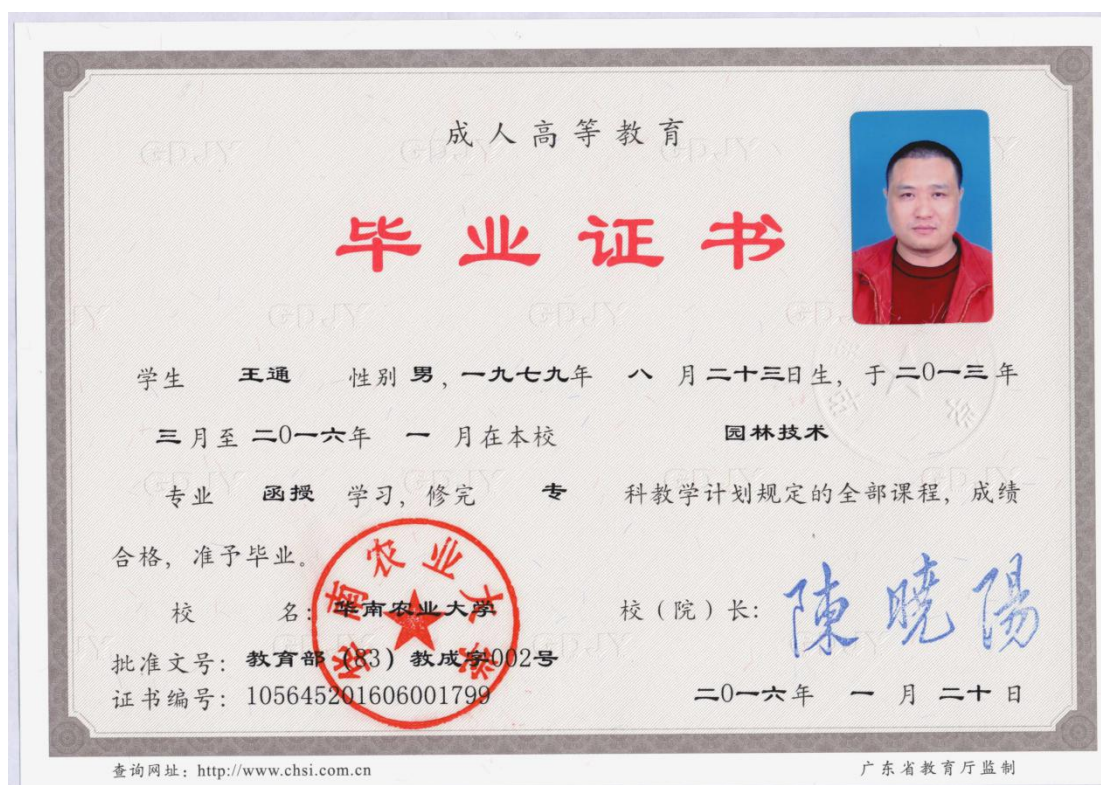 成人高等教育
毕业证书
学生 王通 性别 男，一九七九年 八 月二十三日生，于二0一三年
三月至二0一六年 一 月在本校 园林技术
专业 函授 学习，修完 专 科教学计划规定的全部课程，成绩
合格，准予毕业。
校 名：华南农业大学 校（院）长：陳曉陽
批准文号：教育部（83）教成字002号
证书编号：105645201606001799
二0一六年 一 月 二十 日
华南农业大学
查询网址：http://www.chsi.com.cn 广东省教育厅监制
GDJY